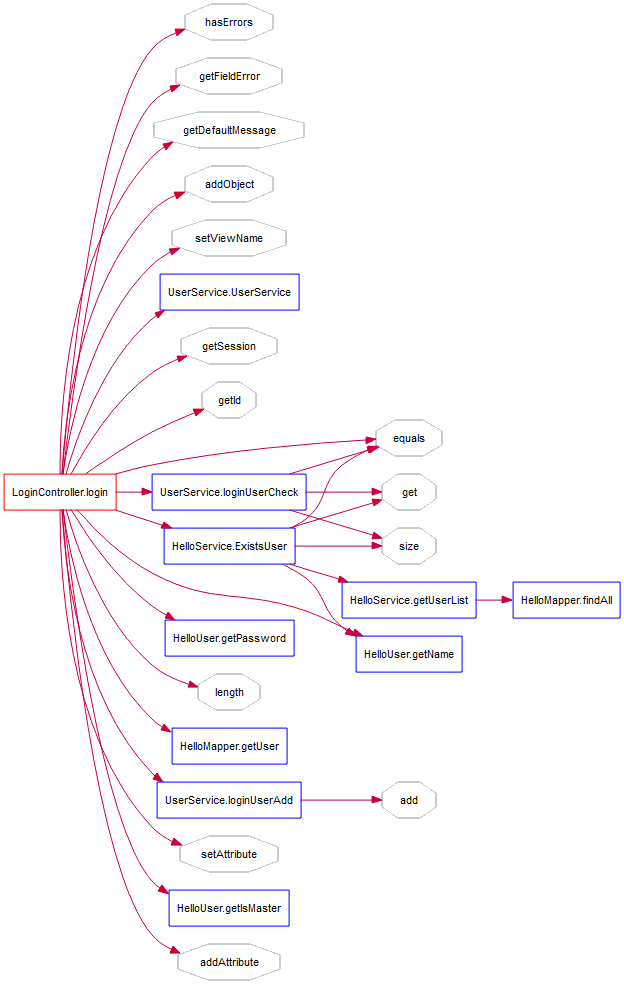 hasErrors
getFieldError
getDefaultMessage
addObject
setViewName
UserService.UserService
getSession
getId
equals
LoginController.login
UserService.loginUserCheck
get
HelloService.ExistsUser
size
HelloService.getUserList
HelloMapper.findAll
HelloUser.getPassword
HelloUser.getName
length
HelloMapper.getUser
UserService.loginUserAdd
add
setAttribute
HelloUser.getIsMaster
addAttribute